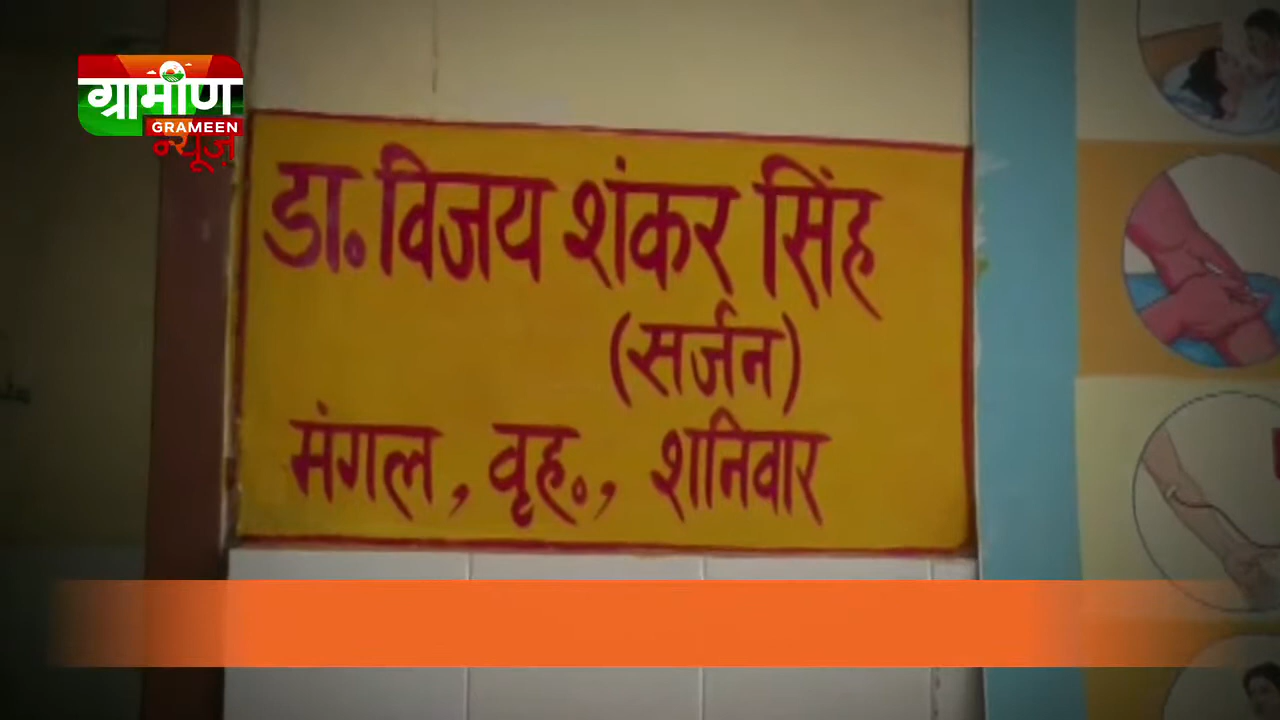 ग्रामीण
GRAMEEN
न्यूज़
डा. विजय शंकर सिंह
(सर्जन)
मंगल, वृह., शनिवार